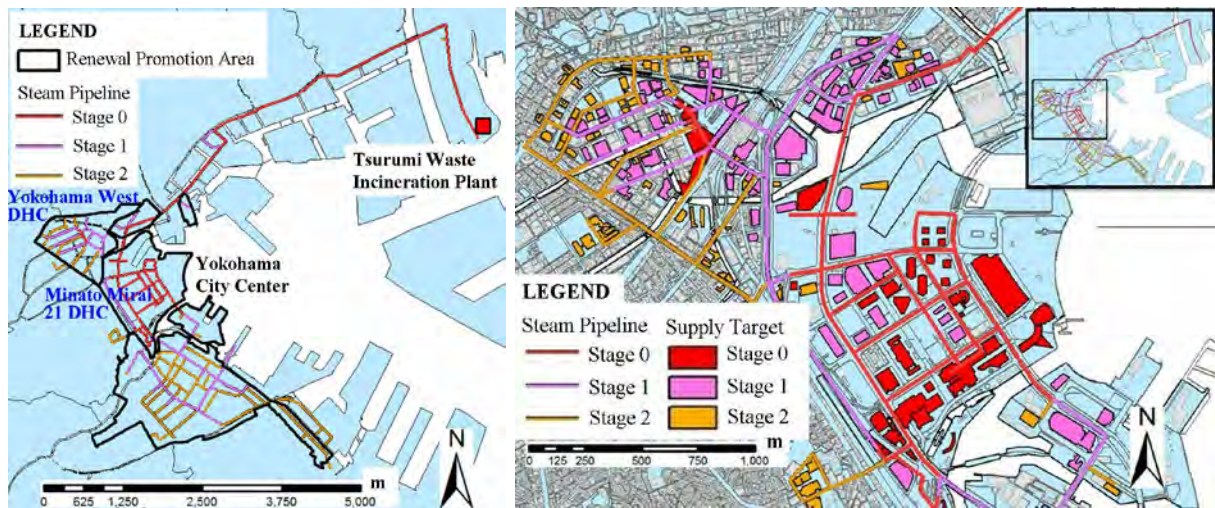 LEGEND
Renewal Promotion Area
Steam Pipeline
Stage 0
Stage 1
Stage 2
Tsurumi Waste
Incineration Plant
Yokohama West
DHC
Yokohama
City Center
Minato Mirai
21 DHC
N
m
0 625 1,250 2,500 3,750 5,000
LEGEND
Steam Pipeline Supply Target
Stage 0 Stage 0
Stage 1 Stage 1
Stage 2 Stage 2
m
0 125 250 500 750 1,000
N